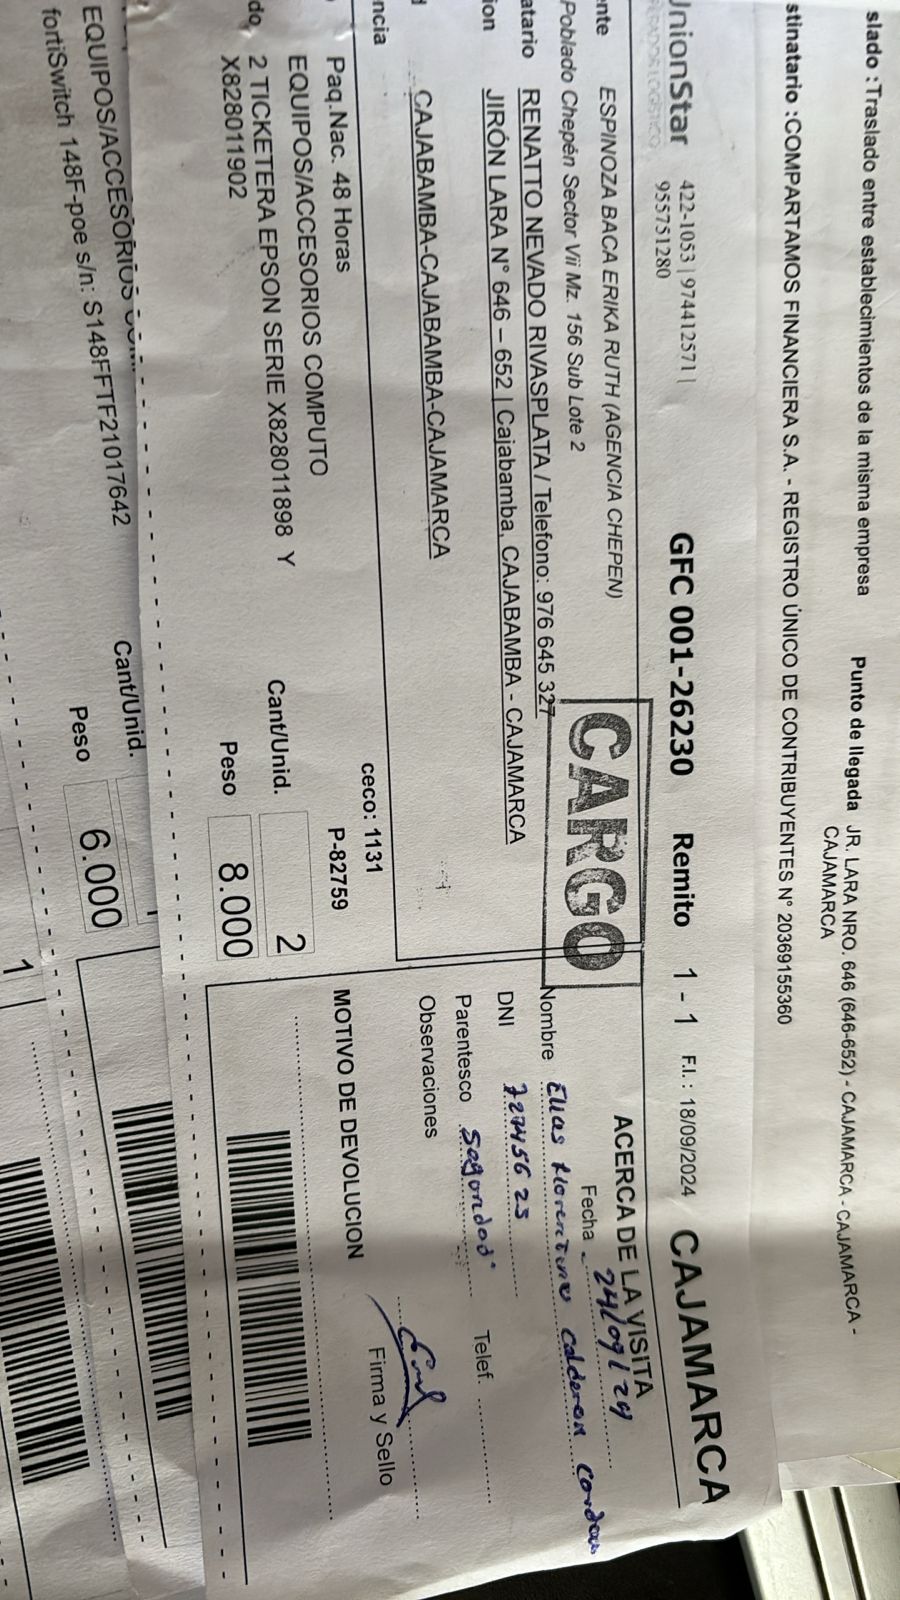 slado : Traslado entre establecimientos de la misma empresa
Punto de llegada JR. LARA NRO. 646 (646-652) - CAJAMARCA - CAJAMARCA -
CAJAMARCA
stinatario : COMPARTAMOS FINANCIERA S.A. - REGISTRO ÚNICO DE CONTRIBUYENTES N° 20369155360
UnionStar
422-1053 | 974412571 |
955751280
GFC 001-26230 Remito 1 - 1 F.I. : 18/09/2024 CAJAMARCA
nte ESPINOZA BACA ERIKA RUTH (AGENCIA CHEPEN)
Poblado Chepén Sector Vii Mz. 156 Sub Lote 2
atario RENATTO NEVADO RIVASPLATA / Telefono: 976 645 327
ion JIRÓN LARA N° 646 – 652 | Cajabamba, CAJABAMBA - CAJAMARCA
CAJABAMBA-CAJABAMBA-CAJAMARCA
CARGO
ncia
ceco: 1131
Paq.Nac. 48 Horas P-82759
EQUIPOS/ACCESORIOS COMPUTO
do 2 TICKETERA EPSON SERIE X828011898 Y
X828011902
Cant/Unid. 2
Peso 8.000
ACERCA DE LA VISITA
Fecha 24/09/24
Nombre Elias Florentino Calderon
DNI
Parentesco Telef.
Observaciones
Firma y Sello
MOTIVO DE DEVOLUCION
EQUIPOS/ACCESORIOS
fortiSwitch 148F-poe s/n: S148FFTF21017642
Cant/Unid. 1
Peso 6.000
1